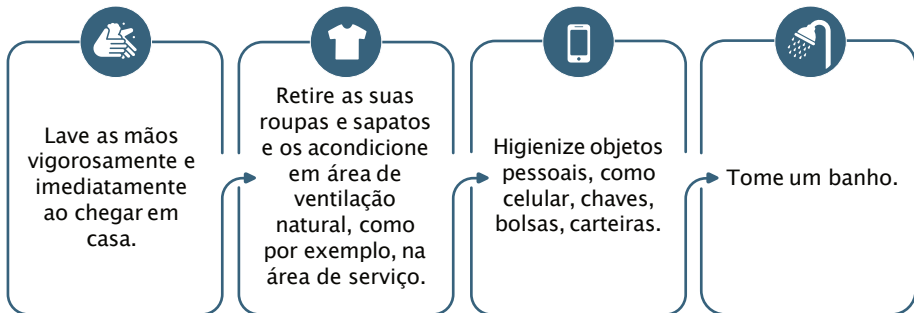 Lave as mãos
vigorosamente e
imediatamente
ao chegar em
casa.
Retire as suas
roupas e sapatos
e os acondicione
em área de
ventilação
natural, como
por exemplo, na
área de serviço.
Higienize objetos
pessoais, como
celular, chaves,
bolsas, carteiras.
Tome um banho.